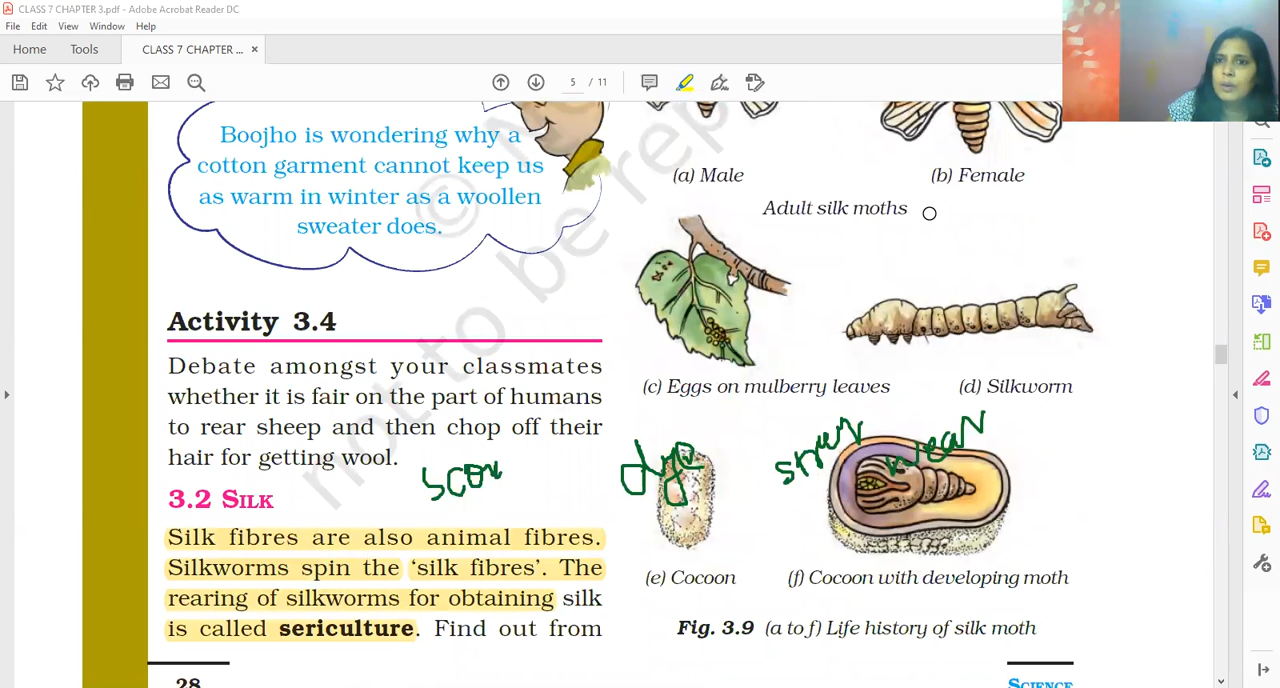 CLASS 7 CHAPTER 3.pdf - Adobe Acrobat Reader DC
File Edit View Window Help
Home Tools CLASS 7 CHAPTER ... ×
5 / 11
Boojho is wondering why a
cotton garment cannot keep us
as warm in winter as a woollen
sweater does.
Activity 3.4
Debate amongst your classmates
whether it is fair on the part of humans
to rear sheep and then chop off their
hair for getting wool.
3.2 SILK
Silk fibres are also animal fibres.
Silkworms spin the ‘silk fibres’. The
rearing of silkworms for obtaining silk
is called sericulture. Find out from
28
(a) Male (b) Female
Adult silk moths
(c) Eggs on mulberry leaves (d) Silkworm
dye
wear
(e) Cocoon (f) Cocoon with developing moth
Fig. 3.9 (a to f) Life history of silk moth
SCIENCE
© not to be rep